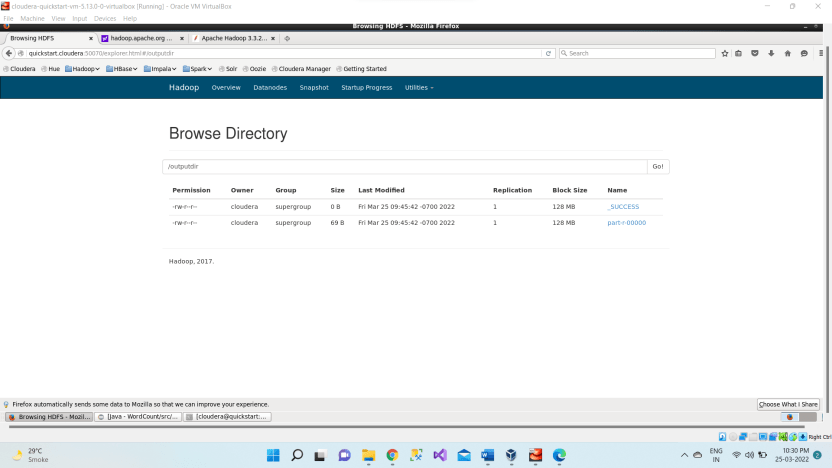 cloudera-quickstart-vm-5.13.0-0-virtualbox [Running] - Oracle VM VirtualBox
File Machine View Input Devices Help
Browsing HDFS - Mozilla Firefox
Browsing HDFS hadoop.apache.org ... Apache Hadoop 3.3.2...
quickstart.cloudera:50070/explorer.html#/outputdir Search
Cloudera Hue Hadoop HBase Impala Spark Solr Oozie Cloudera Manager Getting Started
Hadoop Overview Datanodes Snapshot Startup Progress Utilities
Browse Directory
/outputdir Go!
Permission Owner Group Size Last Modified Replication Block Size Name
-rw-r--r-- cloudera supergroup 0 B Fri Mar 25 09:45:42 -0700 2022 1 128 MB _SUCCESS
-rw-r--r-- cloudera supergroup 69 B Fri Mar 25 09:45:42 -0700 2022 1 128 MB part-r-00000
Hadoop, 2017.
Firefox automatically sends some data to Mozilla so that we can improve your experience. Choose What I Share
Browsing HDFS - Mozil... [Java - WordCount/src/... [cloudera@quickstart:...
Right Ctrl
29°C
Smoke
ENG
IN
10:30 PM
25-03-2022
2